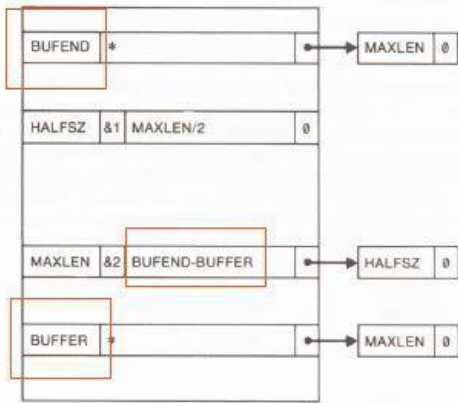 BUFEND * MAXLEN 0
HALFSZ &1 MAXLEN/2 0
MAXLEN &2 BUFEND-BUFFER HALFSZ 0
BUFFER * MAXLEN 0